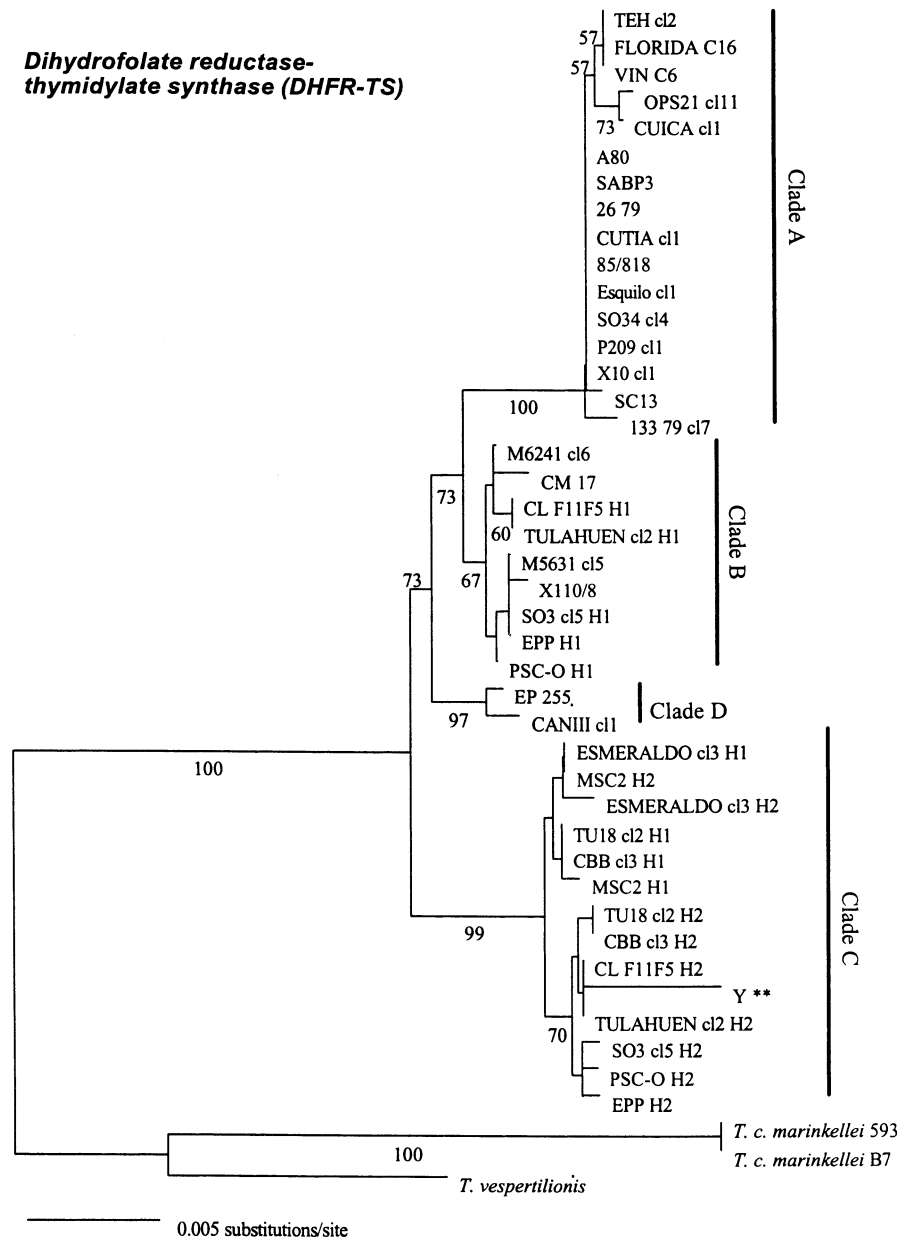 Dihydrofolate reductase-
thymidylate synthase (DHFR-TS)
TEH cl2
57
FLORIDA C16
57
VIN C6
OPS21 cl11
73
CUICA cl1
A80
SABP3
26 79
CUTIA cl1
85/818
Esquilo cl1
SO34 cl4
P209 cl1
X10 cl1
SC13
100
133 79 cl7
Clade A
M6241 cl6
CM 17
73
CL F11F5 H1
60
TULAHUEN cl2 H1
M5631 cl5
73
67
X110/8
SO3 cl5 H1
EPP H1
PSC-O H1
Clade B
EP 255
97
CANIII cl1
Clade D
ESMERALDO cl3 H1
100
MSC2 H2
ESMERALDO cl3 H2
TU18 cl2 H1
CBB cl3 H1
MSC2 H1
TU18 cl2 H2
99
CBB cl3 H2
CL F11F5 H2
Y **
TULAHUEN cl2 H2
70
SO3 cl5 H2
PSC-O H2
EPP H2
Clade C
T. c. marinkellei 593
100
T. c. marinkellei B7
T. vespertilionis
0.005 substitutions/site